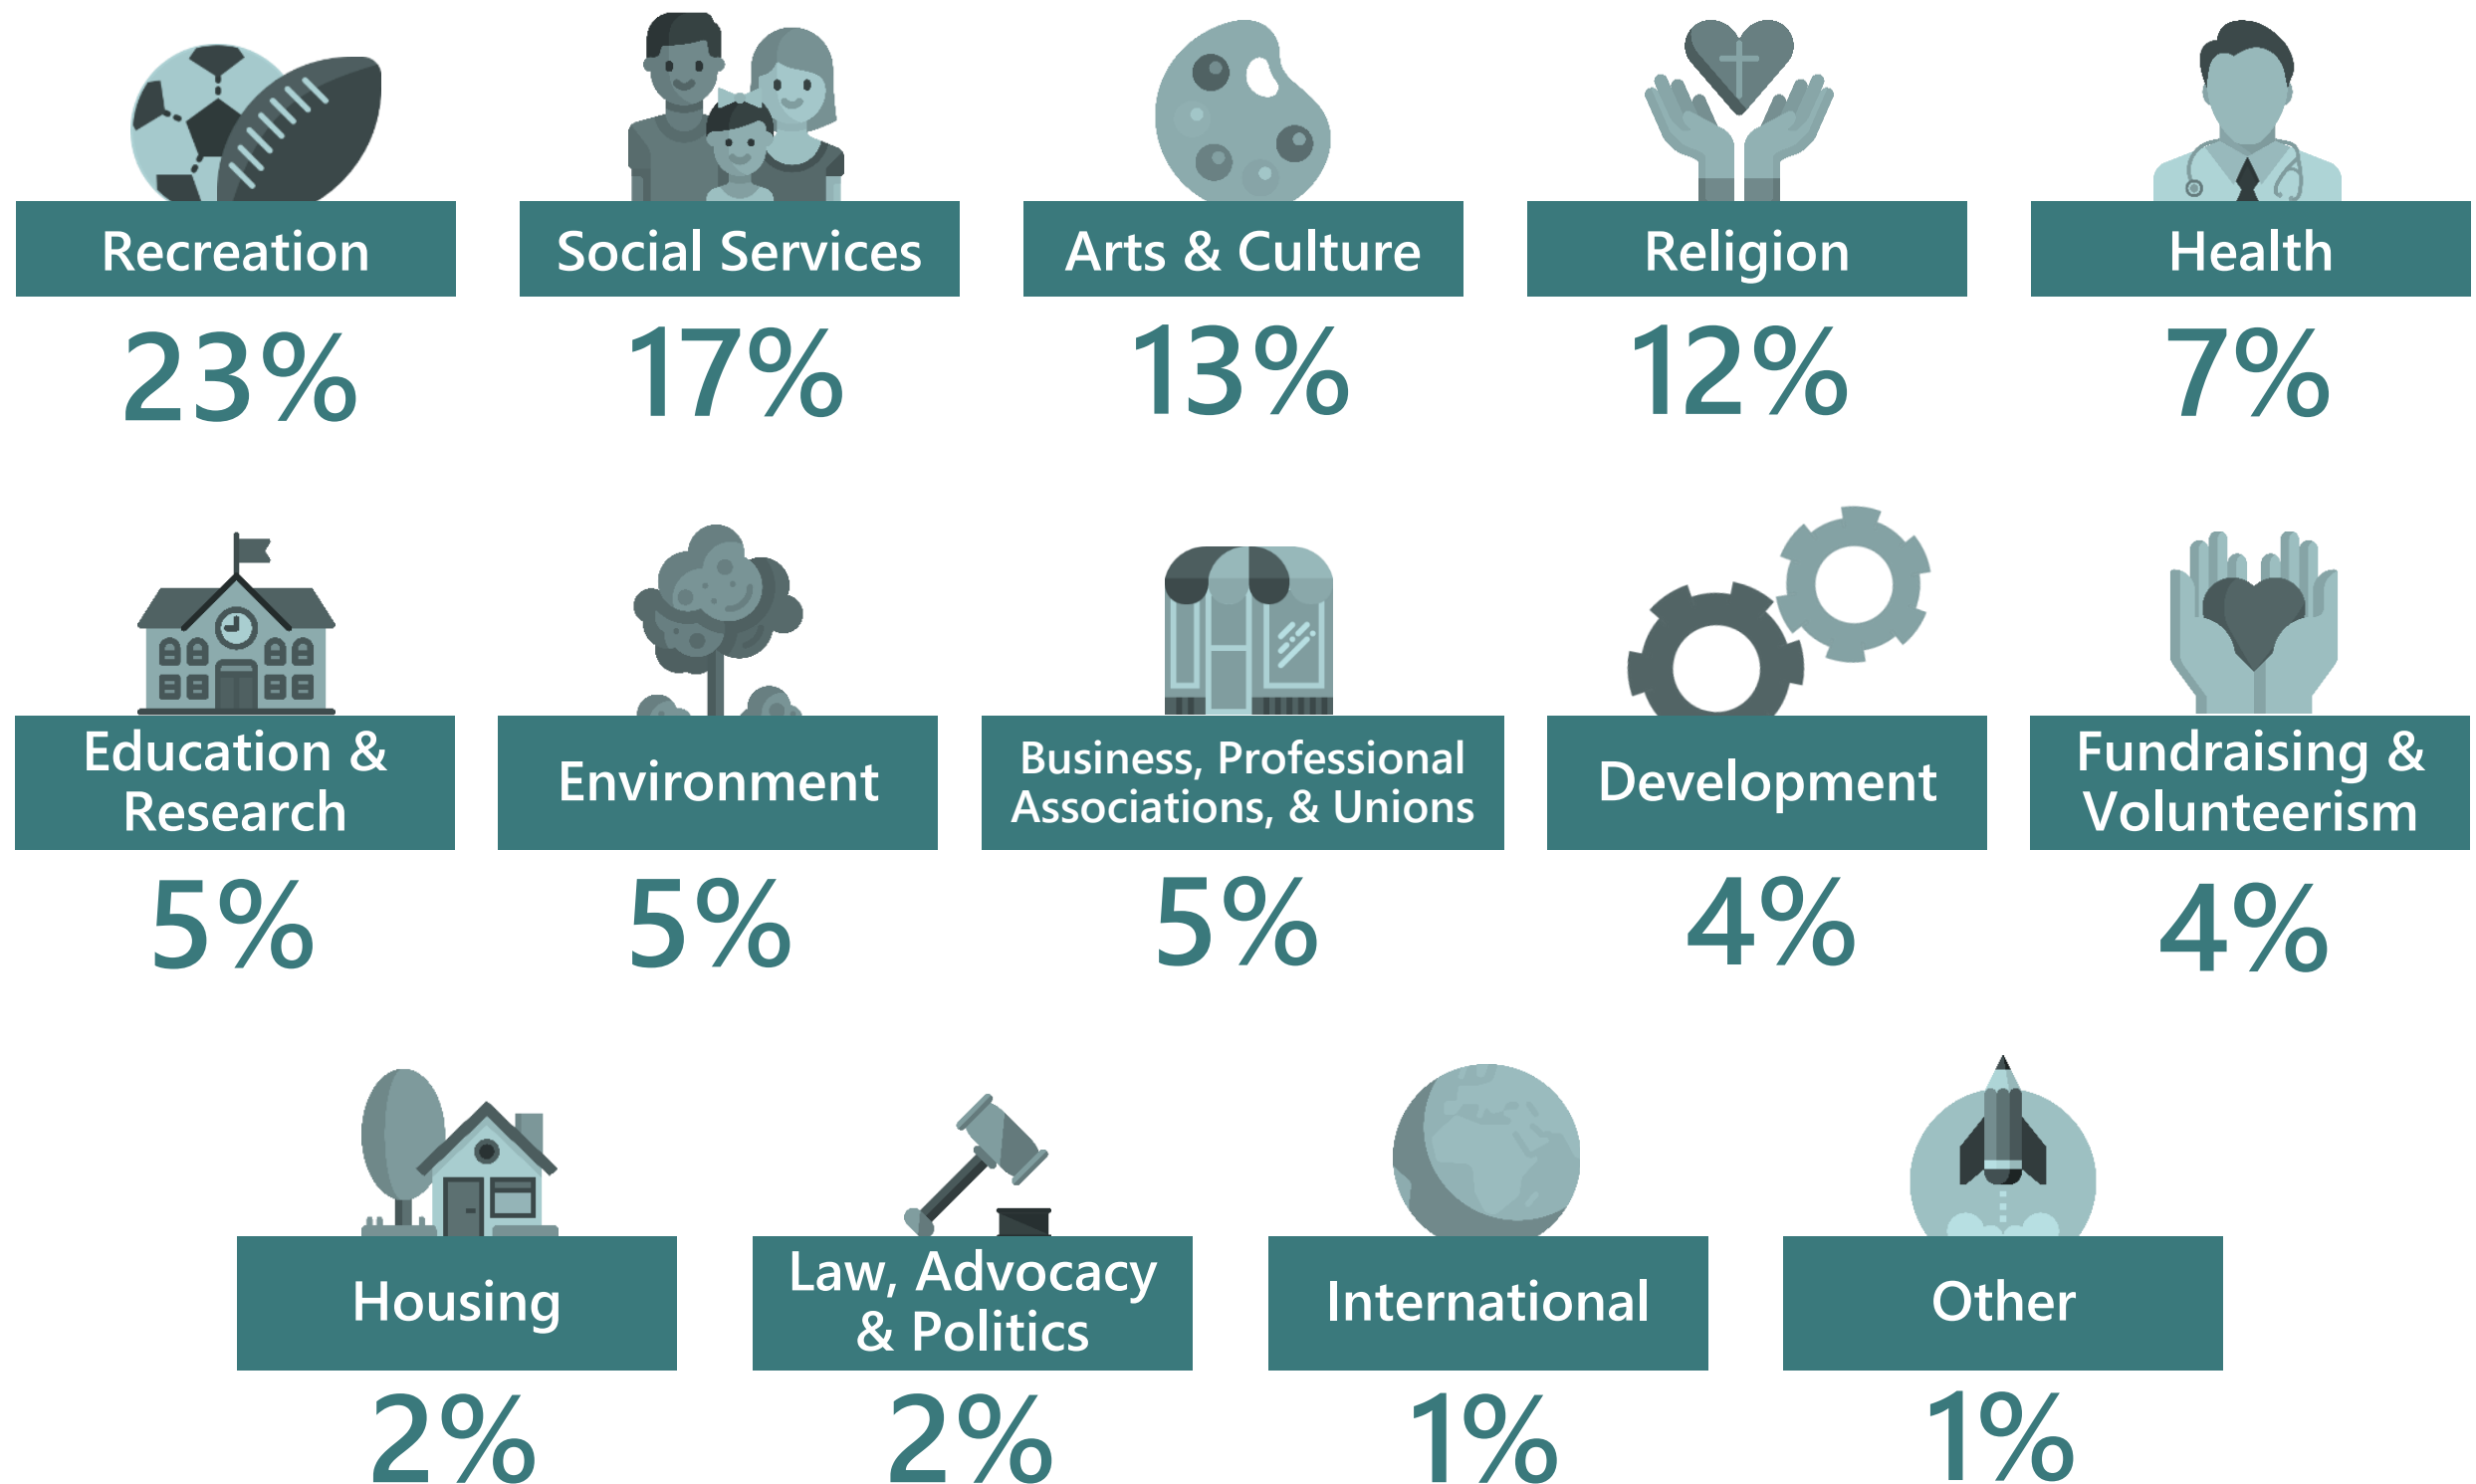 Recreation
23%
Social Services
17%
Arts & Culture
13%
Religion
12%
Health
7%
Education &
Research
5%
Environment
5%
Business, Professional
Associations, & Unions
5%
Development
4%
Fundraising &
Volunteerism
4%
Housing
2%
Law, Advocacy
& Politics
2%
International
1%
Other
1%